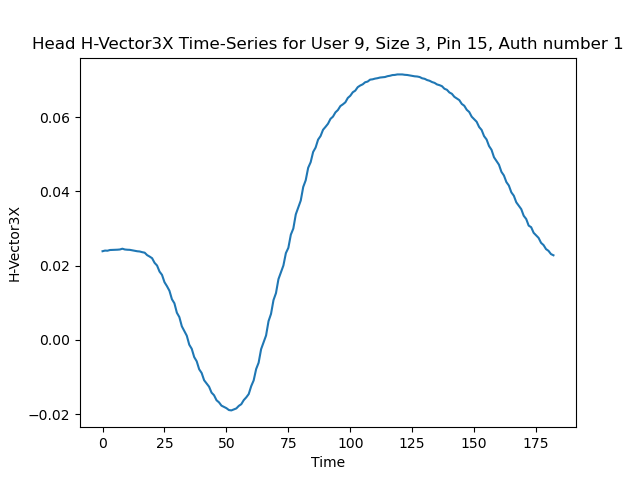 Head H-Vector3X Time-Series for User 9, Size 3, Pin 15, Auth number 1
H-Vector3X
0.06
0.04
0.02
0.00
−0.02
0 25 50 75 100 125 150 175
Time